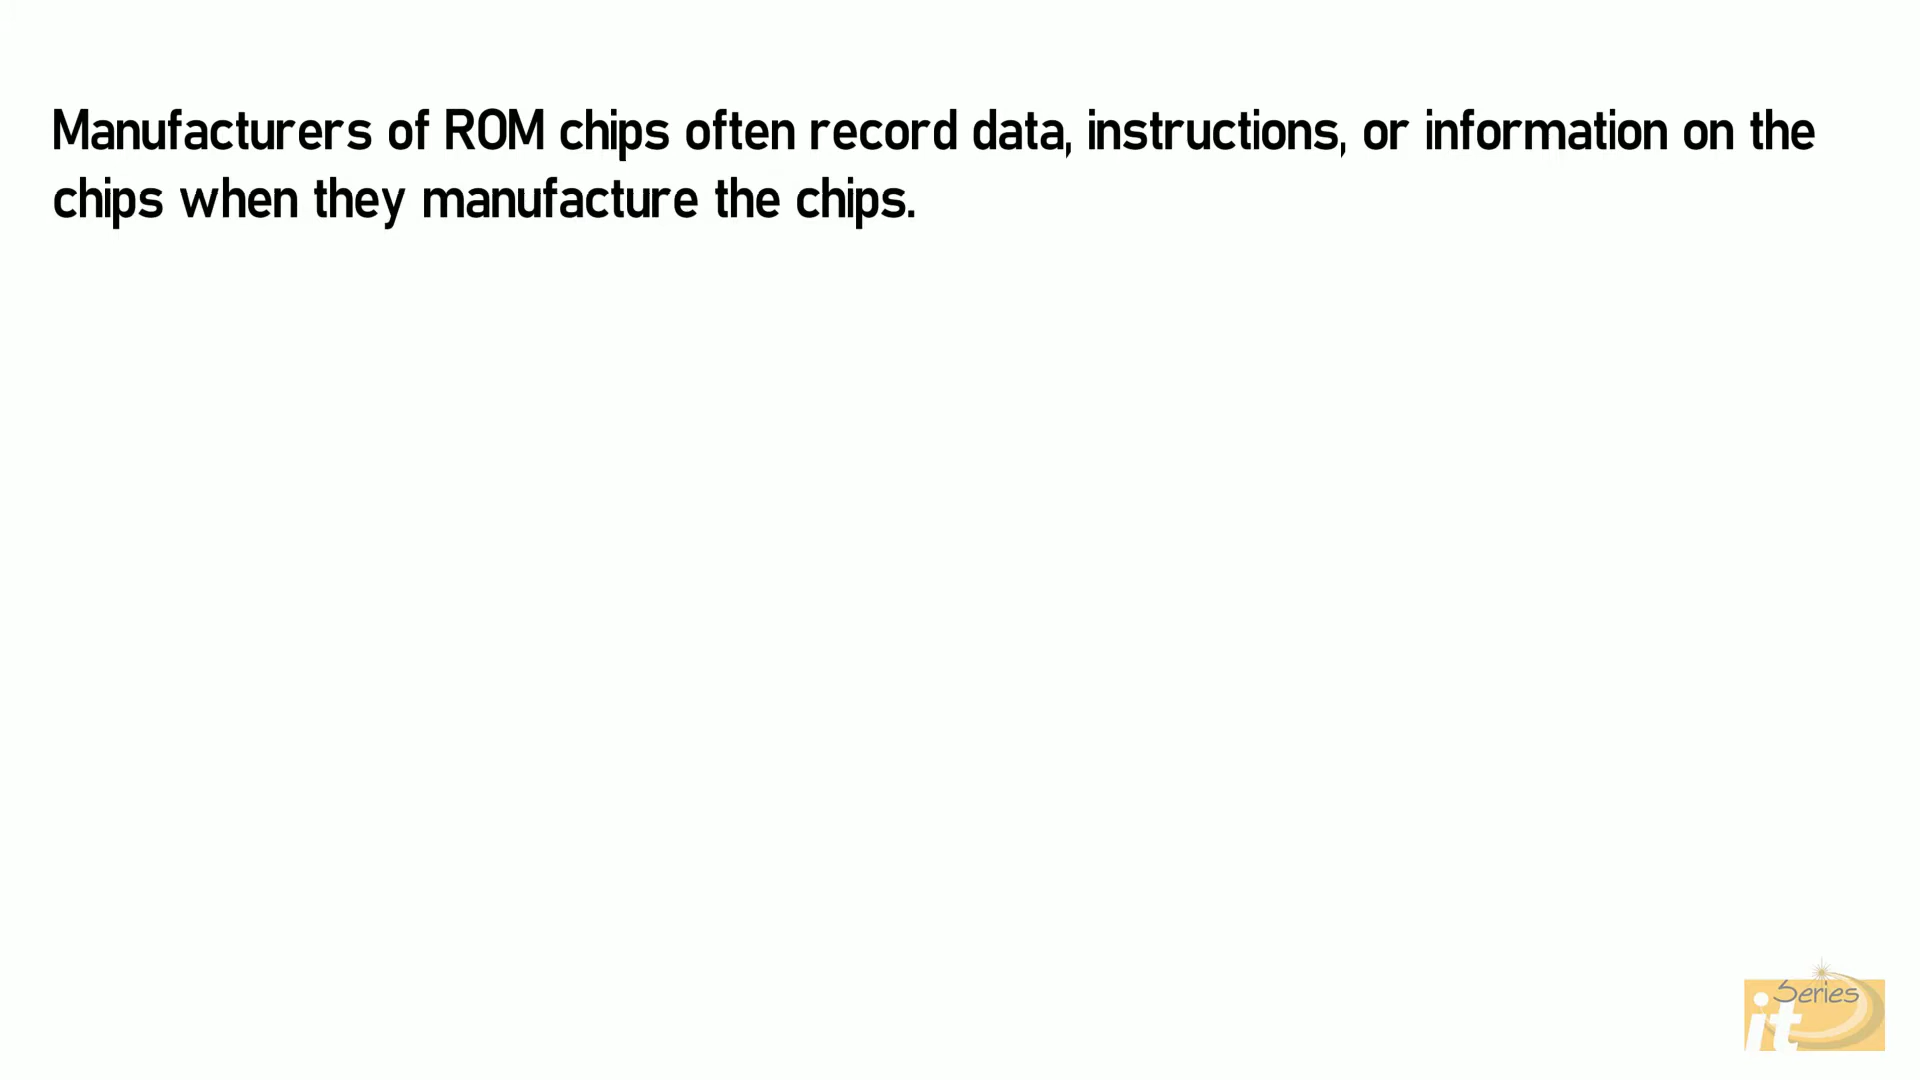 Manufacturers of ROM chips often record data, instructions, or information on the
chips when they manufacture the chips.
Series
it